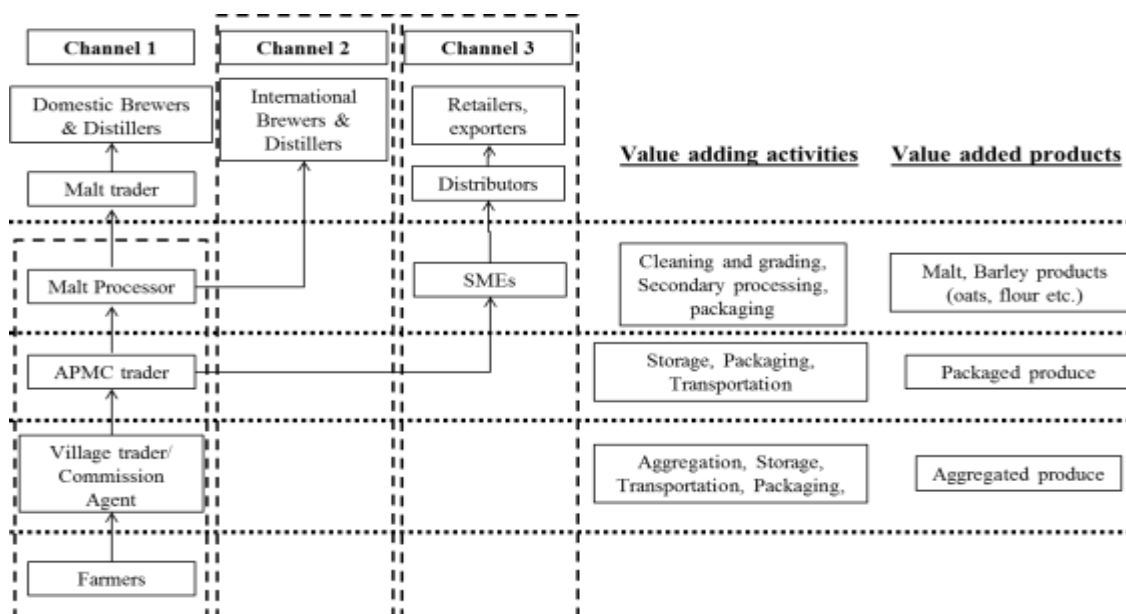 Channel 1
Channel 2
Channel 3
Domestic Brewers
& Distillers
International
Brewers &
Distillers
Retailers,
exporters
Value adding activities
Value added products
Malt trader
Distributors
Malt Processor
SMEs
Cleaning and grading,
Secondary processing,
packaging
Malt, Barley products
(oats, flour etc.)
APMC trader
Storage, Packaging,
Transportation
Packaged produce
Village trader/
Commission
Agent
Aggregation, Storage,
Transportation, Packaging,
Aggregated produce
Farmers